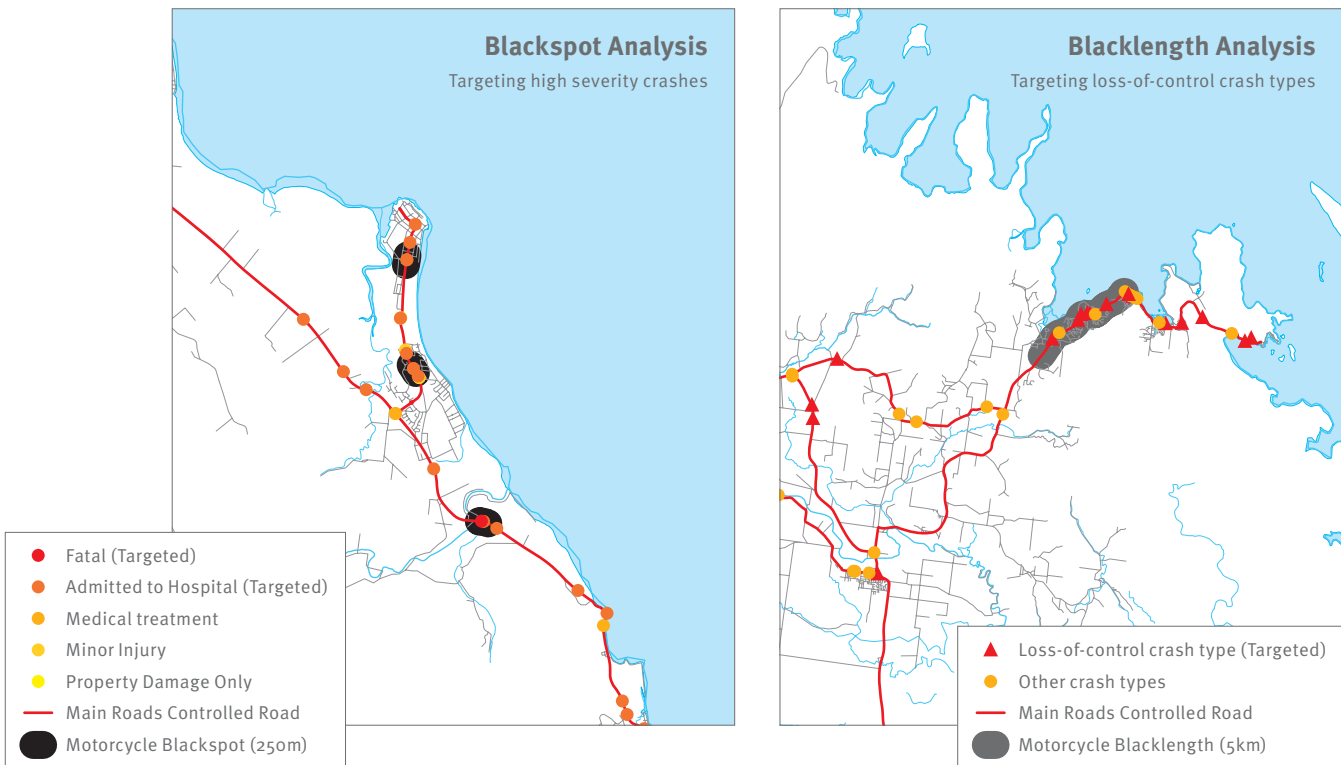 Blackspot Analysis
Targeting high severity crashes
Fatal (Targeted)
Admitted to Hospital (Targeted)
Medical treatment
Minor Injury
Property Damage Only
Main Roads Controlled Road
Motorcycle Blackspot (250m)
Blacklength Analysis
Targeting loss-of-control crash types
Loss-of-control crash type (Targeted)
Other crash types
Main Roads Controlled Road
Motorcycle Blacklength (5km)